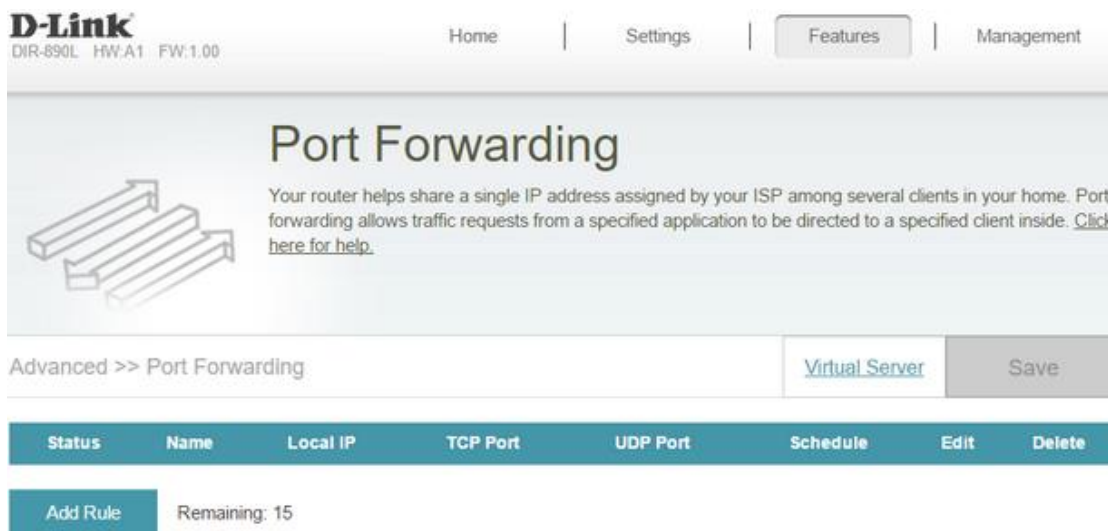 D-Link
DIR-890L HW:A1 FW:1.00
Home | Settings | Features | Management
Port Forwarding
Your router helps share a single IP address assigned by your ISP among several clients in your home. Port
forwarding allows traffic requests from a specified application to be directed to a specified client inside. Click
here for help.
Advanced >> Port Forwarding
Virtual Server
Save
Status Name Local IP TCP Port UDP Port Schedule Edit Delete
Add Rule Remaining: 15